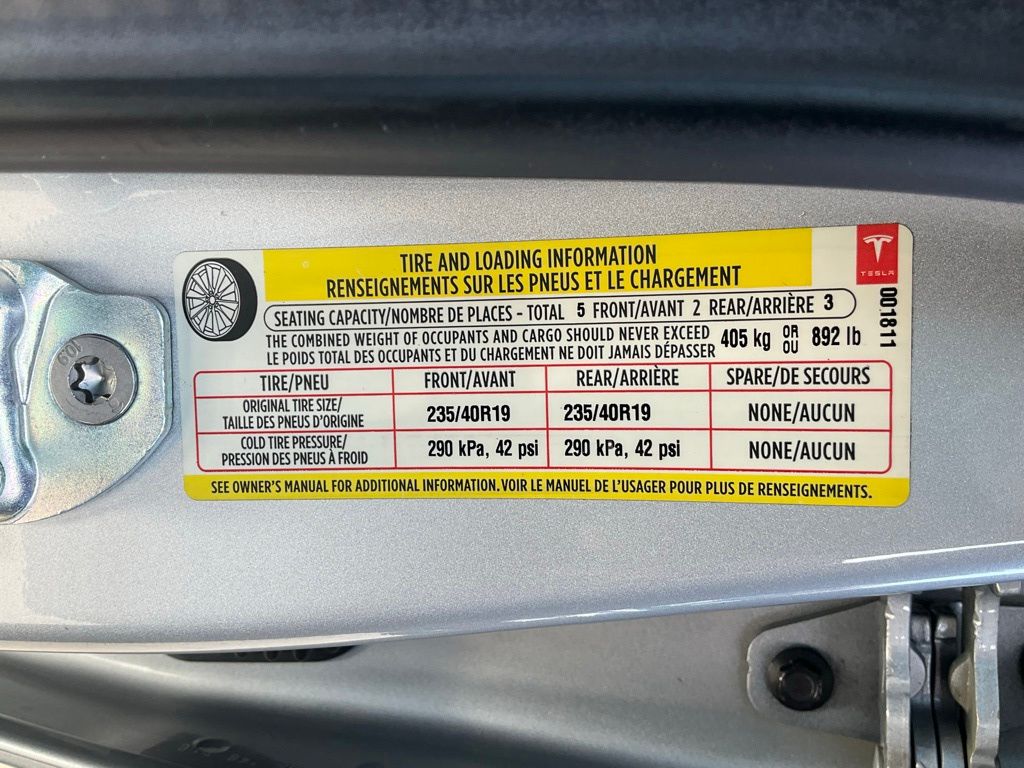 TIRE AND LOADING INFORMATION
RENSEIGNEMENTS SUR LES PNEUS ET LE CHARGEMENT
TESLA
001811
SEATING CAPACITY/NOMBRE DE PLACES - TOTAL 5 FRONT/AVANT 2 REAR/ARRIÈRE 3
THE COMBINED WEIGHT OF OCCUPANTS AND CARGO SHOULD NEVER EXCEED 405 kg OR 892 lb
LE POIDS TOTAL DES OCCUPANTS ET DU CHARGEMENT NE DOIT JAMAIS DÉPASSER OU
TIRE/PNEU FRONT/AVANT REAR/ARRIÈRE SPARE/DE SECOURS
ORIGINAL TIRE SIZE/
TAILLE DES PNEUS D'ORIGINE 235/40R19 235/40R19 NONE/AUCUN
COLD TIRE PRESSURE/
PRESSION DES PNEUS À FROID 290 kPa, 42 psi 290 kPa, 42 psi NONE/AUCUN
SEE OWNER'S MANUAL FOR ADDITIONAL INFORMATION. VOIR LE MANUEL DE L'USAGER POUR PLUS DE RENSEIGNEMENTS.
109